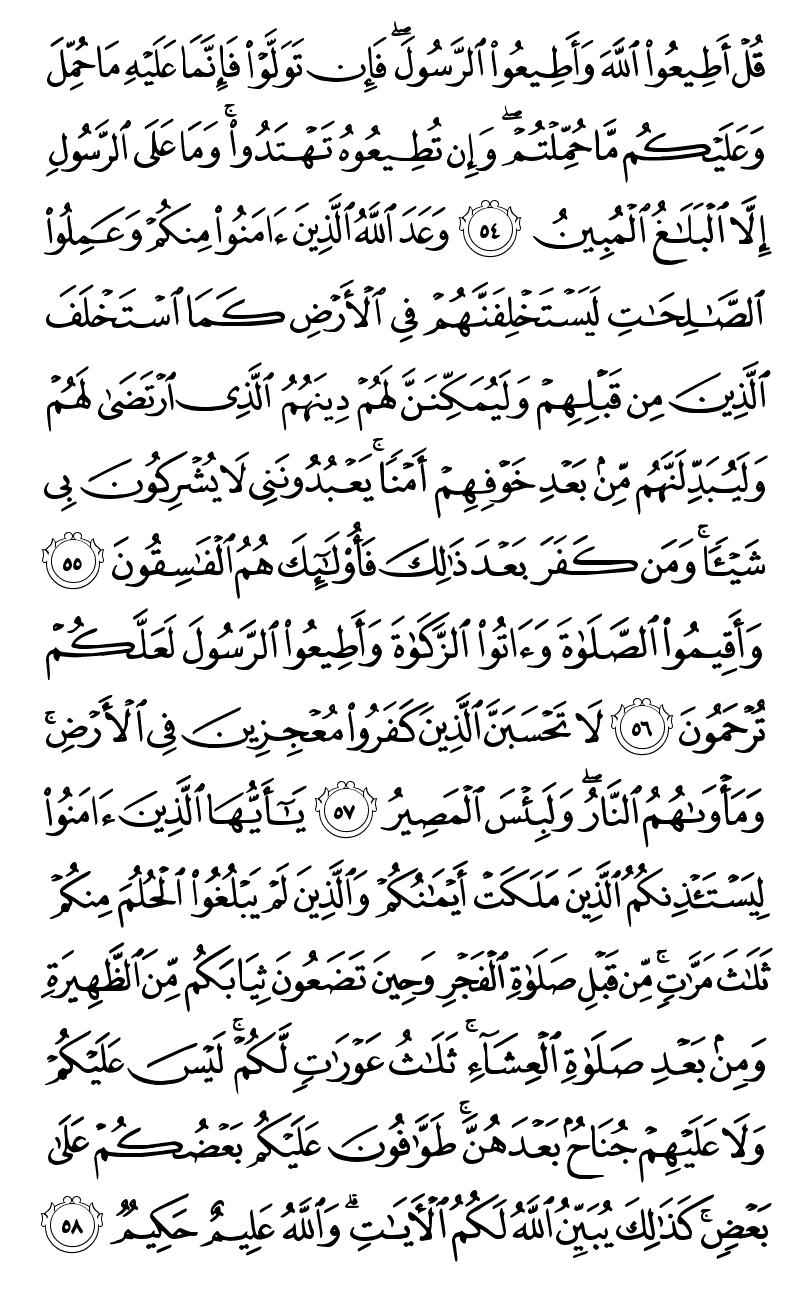 قُلْ أَطِيعُوا۟ ٱللَّهَ وَأَطِيعُوا۟ ٱلرَّسُولَ ۖ فَإِن تَوَلَّوْا۟ فَإِنَّمَا عَلَيْهِ مَا حُمِّلَ
وَعَلَيْكُم مَّا حُمِّلْتُمْ ۖ وَإِن تُطِيعُوهُ تَهْتَدُوا۟ ۚ وَمَا عَلَى ٱلرَّسُولِ
إِلَّا ٱلْبَلَـٰغُ ٱلْمُبِينُ ٥٤ وَعَدَ ٱللَّهُ ٱلَّذِينَ ءَامَنُوا۟ مِنكُمْ وَعَمِلُوا۟
ٱلصَّـٰلِحَـٰتِ لَيَسْتَخْلِفَنَّهُمْ فِى ٱلْأَرْضِ كَمَا ٱسْتَخْلَفَ
ٱلَّذِينَ مِن قَبْلِهِمْ وَلَيُمَكِّنَنَّ لَهُمْ دِينَهُمُ ٱلَّذِى ٱرْتَضَىٰ لَهُمْ
وَلَيُبَدِّلَنَّهُم مِّنۢ بَعْدِ خَوْفِهِمْ أَمْنًا ۚ يَعْبُدُونَنِى لَا يُشْرِكُونَ بِى
شَيْـًٔا ۚ وَمَن كَفَرَ بَعْدَ ذَٰلِكَ فَأُو۟لَـٰٓئِكَ هُمُ ٱلْفَـٰسِقُونَ ٥٥
وَأَقِيمُوا۟ ٱلصَّلَوٰةَ وَءَاتُوا۟ ٱلزَّكَوٰةَ وَأَطِيعُوا۟ ٱلرَّسُولَ لَعَلَّكُمْ
تُرْحَمُونَ ٥٦ لَا تَحْسَبَنَّ ٱلَّذِينَ كَفَرُوا۟ مُعْجِزِينَ فِى ٱلْأَرْضِ ۚ
وَمَأْوَىٰهُمُ ٱلنَّارُ ۖ وَلَبِئْسَ ٱلْمَصِيرُ ٥٧ يَـٰٓأَيُّهَا ٱلَّذِينَ ءَامَنُوا۟
لِيَسْتَـْٔذِنكُمُ ٱلَّذِينَ مَلَكَتْ أَيْمَـٰنُكُمْ وَٱلَّذِينَ لَمْ يَبْلُغُوا۟ ٱلْحُلُمَ مِنكُمْ
ثَلَـٰثَ مَرَّٰتٍ ۚ مِّن قَبْلِ صَلَوٰةِ ٱلْفَجْرِ وَحِينَ تَضَعُونَ ثِيَابَكُم مِّنَ ٱلظَّهِيرَةِ
وَمِنۢ بَعْدِ صَلَوٰةِ ٱلْعِشَآءِ ۚ ثَلَـٰثُ عَوْرَٰتٍ لَّكُمْ ۚ لَيْسَ عَلَيْكُمْ
وَلَا عَلَيْهِمْ جُنَاحٌۢ بَعْدَهُنَّ ۚ طَوَّٰفُونَ عَلَيْكُم بَعْضُكُمْ عَلَىٰ
بَعْضٍ ۚ كَذَٰلِكَ يُبَيِّنُ ٱللَّهُ لَكُمُ ٱلْـَٔايَـٰتِ ۗ وَٱللَّهُ عَلِيمٌ حَكِيمٌ ٥٨